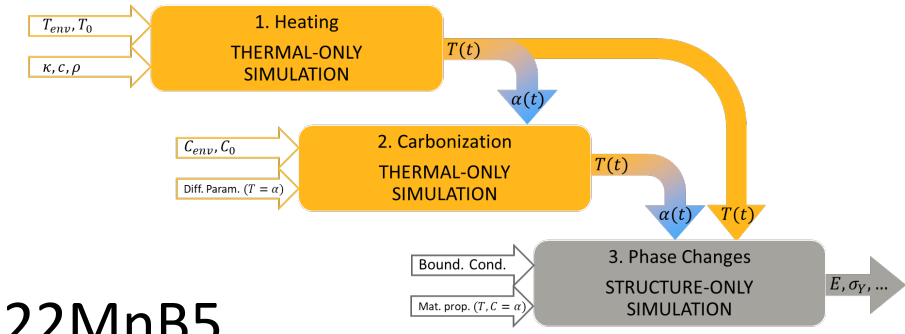 T_env, T_0
κ, c, ρ
1. Heating
THERMAL-ONLY
SIMULATION
T(t)
α(t)
C_env, C_0
Diff. Param. (T = α)
2. Carbonization
THERMAL-ONLY
SIMULATION
T(t)
α(t)
T(t)
Bound. Cond.
Mat. prop. (T, C = α)
3. Phase Changes
STRUCTURE-ONLY
SIMULATION
E, σ_Y, ...
22MnB5